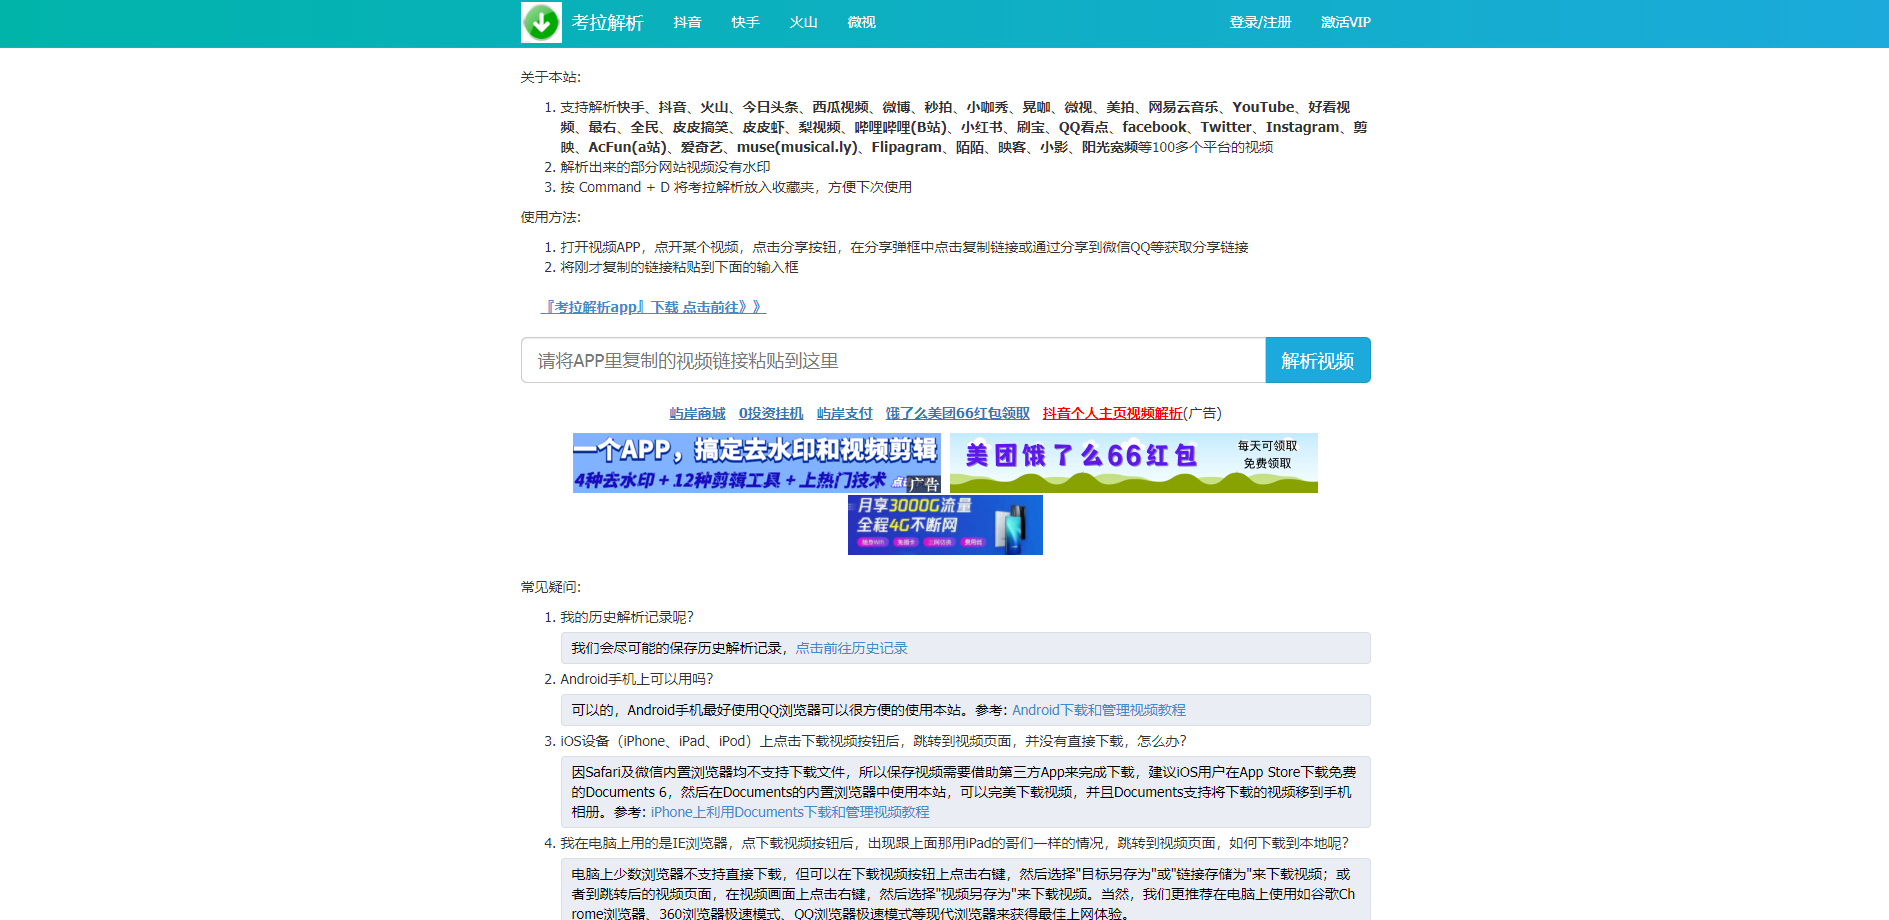 考拉解析 抖音 快手 火山 微视 登录/注册 激活VIP
关于本站:
1. 支持解析快手、抖音、火山、今日头条、西瓜视频、微博、秒拍、小咖秀、晃咖、微视、美拍、网易云音乐、YouTube、好看视
频、最右、全民、皮皮搞笑、皮皮虾、梨视频、哔哩哔哩(B站)、小红书、刷宝、QQ看点、facebook、Twitter、Instagram、剪
映、AcFun(a站)、爱奇艺、muse(musical.ly)、Flipagram、陌陌、映客、小影、阳光宽频等100多个平台的视频
2. 解析出来的部分网站视频没有水印
3. 按 Command + D 将考拉解析放入收藏夹，方便下次使用
使用方法:
1. 打开视频APP，点开某个视频，点击分享按钮，在分享弹框中点击复制链接或通过分享到微信QQ等获取分享链接
2. 将刚才复制的链接粘贴到下面的输入框
『考拉解析app』下载 点击前往》》
请将APP里复制的视频链接粘贴到这里 解析视频
屿岸商城 0投资挂机 屿岸支付 饿了么美团66红包领取 抖音个人主页视频解析(广告)
一个APP，搞定去水印和视频剪辑
4种去水印 + 12种剪辑工具 + 上热门技术
广告
美团饿了么66红包
每天可领取
免费领取
月享3000G流量
全程4G不断网
常见疑问:
1. 我的历史解析记录呢?
我们会尽可能的保存历史解析记录，点击前往历史记录
2. Android手机上可以用吗?
可以的，Android手机最好使用QQ浏览器可以很方便的使用本站。参考: Android下载和管理视频教程
3. iOS设备（iPhone、iPad、iPod）上点击下载视频按钮后，跳转到视频页面，并没有直接下载，怎么办?
因Safari及微信内置浏览器均不支持下载文件，所以保存视频需要借助第三方App来完成下载，建议iOS用户在App Store下载免费
的Documents 6，然后在Documents的内置浏览器中使用本站，可以完美下载视频，并且Documents支持将下载的视频移到手机
相册。参考: iPhone上利用Documents下载和管理视频教程
4. 我在电脑上用的是IE浏览器，点下载视频按钮后，出现跟上面那用iPad的哥们一样的情况，跳转到视频页面，如何下载到本地呢?
电脑上少数浏览器不支持直接下载，但可以在下载视频按钮上点击右键，然后选择"目标另存为"或"链接存储为"来下载视频；或
者到跳转后的视频页面，在视频画面上点击右键，然后选择"视频另存为"来下载视频。当然，我们更推荐在电脑上使用如谷歌Ch
rome浏览器、360浏览器极速模式、QQ浏览器极速模式等现代浏览器来获得最佳上网体验。